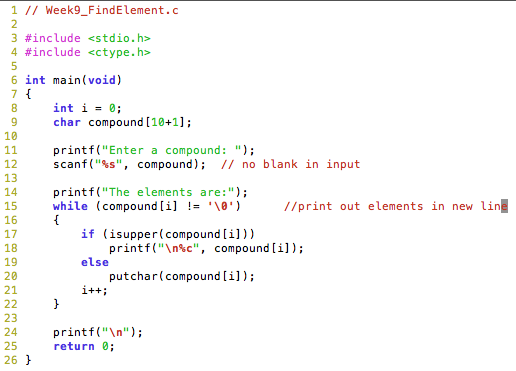 1 // Week9_FindElement.c
2
3 #include <stdio.h>
4 #include <ctype.h>
5
6 int main(void)
7 {
8     int i = 0;
9     char compound[10+1];
10
11     printf("Enter a compound: ");
12     scanf("%s", compound);  // no blank in input
13
14     printf("The elements are:");
15     while (compound[i] != '\0')      //print out elements in new line
16     {
17         if (isupper(compound[i]))
18             printf("\n%c", compound[i]);
19         else
20             putchar(compound[i]);
21         i++;
22     }
23
24     printf("\n");
25     return 0;
26 }